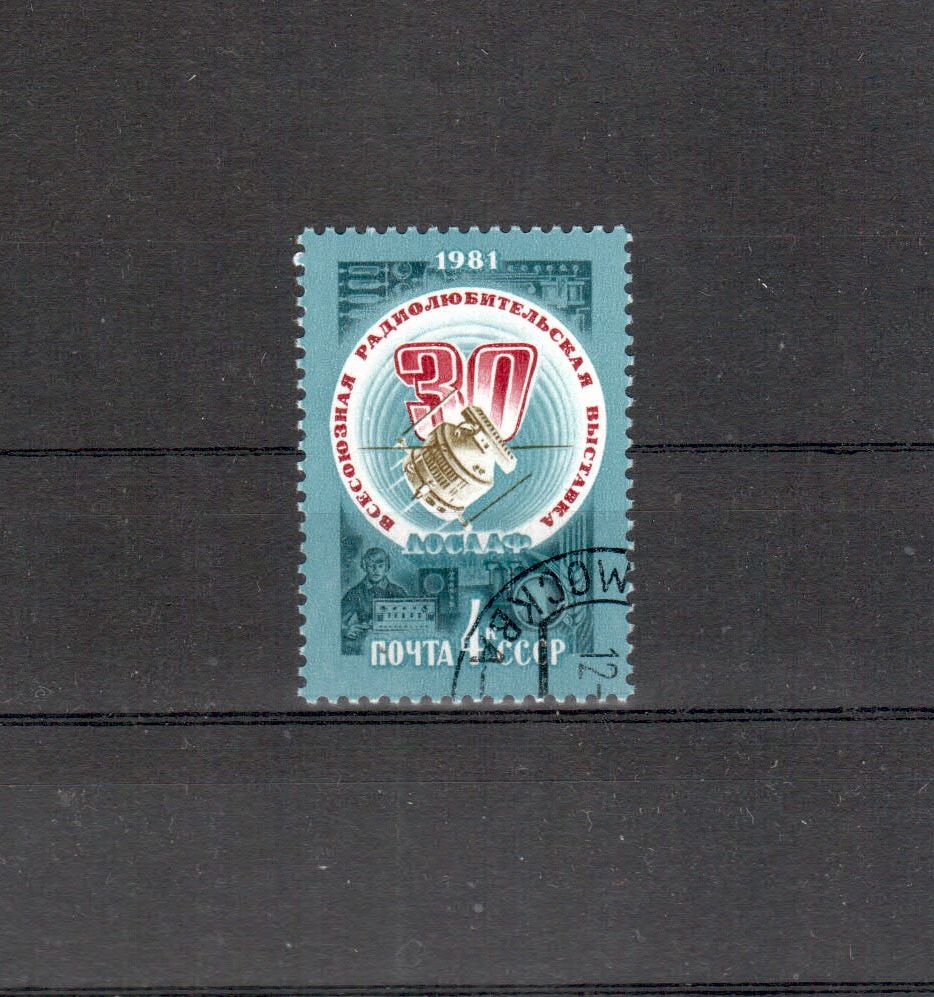 1981
ВСЕСОЮЗНАЯ РАДИОЛЮБИТЕЛЬСКАЯ ВЫСТАВКА
30
ДОСААФ
МОСКВА
12-
ПОЧТА 4К СССР